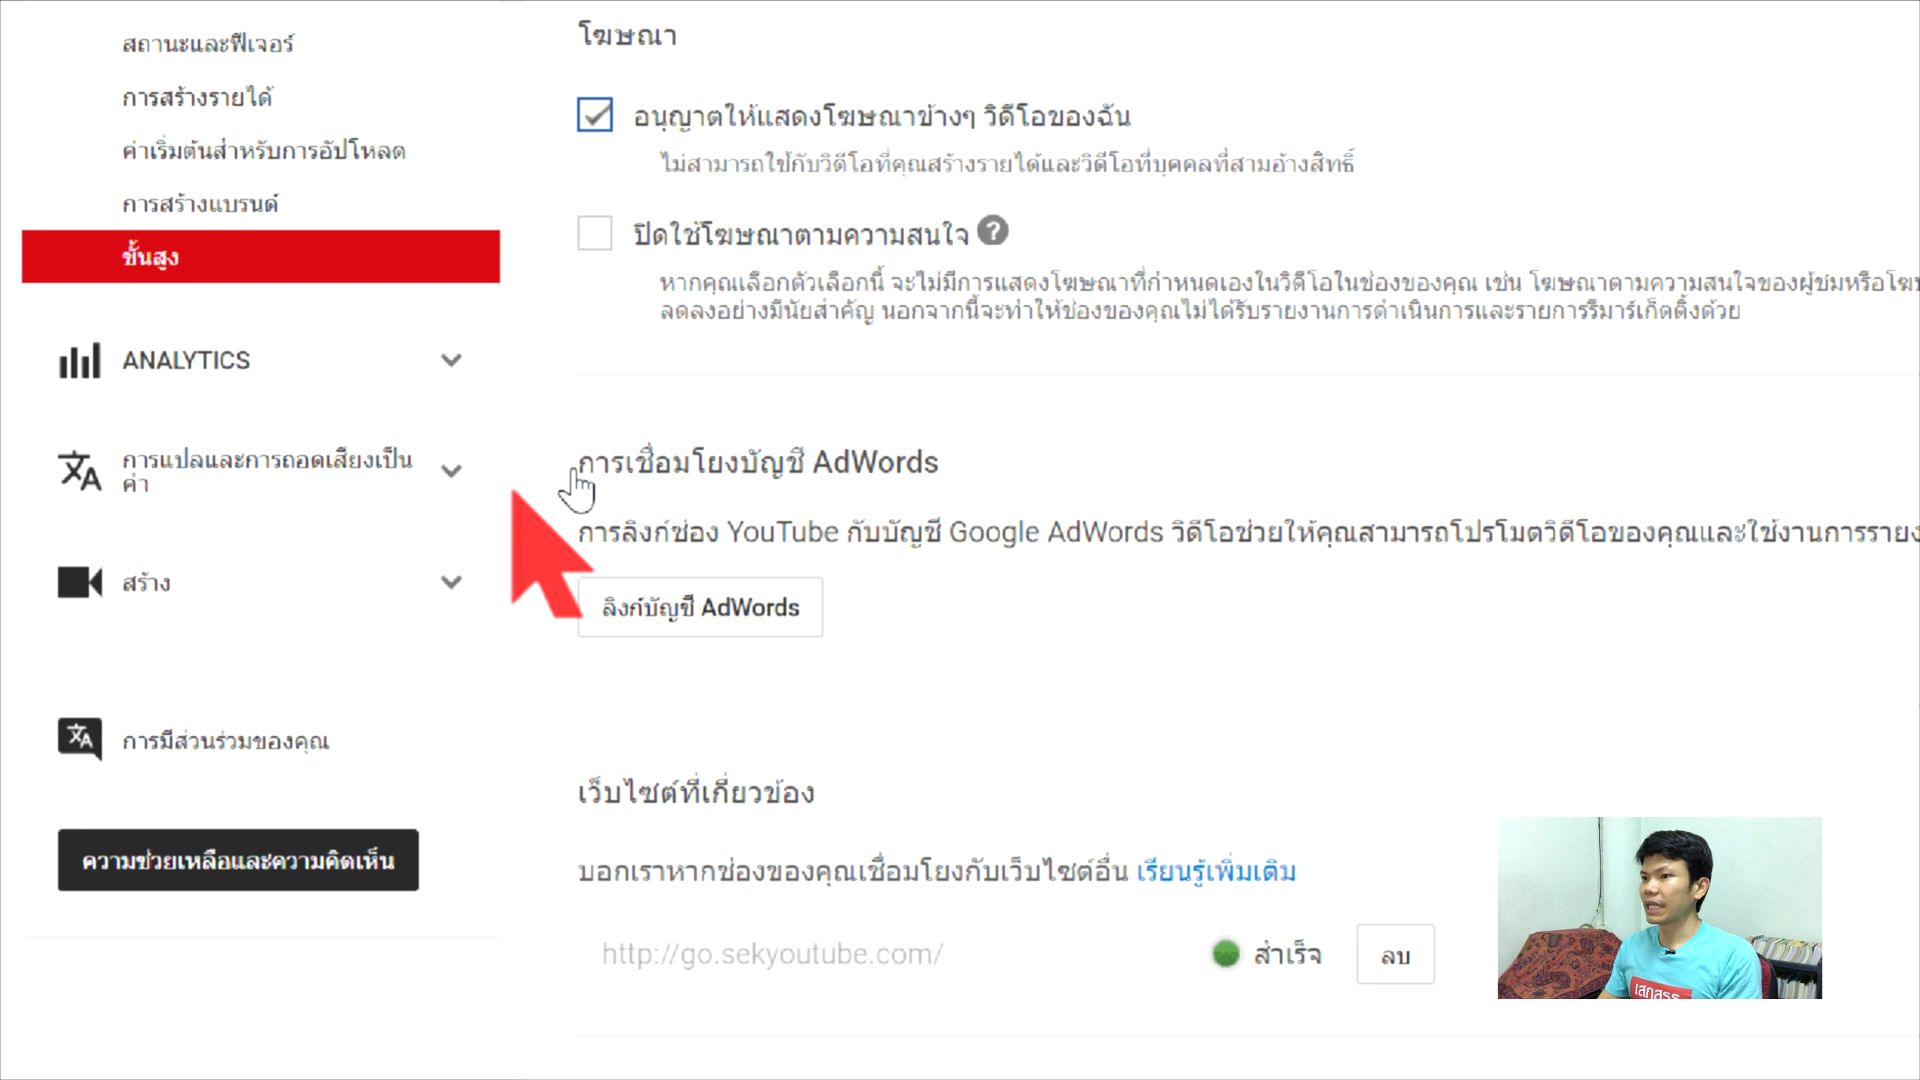 สถานะและฟีเจอร์
การสร้างรายได้
ค่าเริ่มต้นสำหรับการอัปโหลด
การสร้างแบรนด์
ขั้นสูง
ANALYTICS
การแปลและการถอดเสียงเป็น
คำ
สร้าง
การมีส่วนร่วมของคุณ
ความช่วยเหลือและความคิดเห็น
โฆษณา
อนุญาตให้แสดงโฆษณาข้างๆ วิดีโอของฉัน
ไม่สามารถใช้กับวิดีโอที่คุณสร้างรายได้และวิดีโอที่บุคคลที่สามอ้างสิทธิ์
ปิดใช้โฆษณาตามความสนใจ ?
หากคุณเลือกตัวเลือกนี้ จะไม่มีการแสดงโฆษณาที่กำหนดเองในวิดีโอในช่องของคุณ เช่น โฆษณาตามความสนใจของผู้ชมหรือโฆษ
ลดลงอย่างมีนัยสำคัญ นอกจากนี้จะทำให้ช่องของคุณไม่ได้รับรายงานการดำเนินการและรายการรีมาร์เก็ตติ้งด้วย
การเชื่อมโยงบัญชี AdWords
การลิงก์ช่อง YouTube กับบัญชี Google AdWords วิดีโอช่วยให้คุณสามารถโปรโมตวิดีโอของคุณและใช้งานการรายง
ลิงก์บัญชี AdWords
เว็บไซต์ที่เกี่ยวข้อง
บอกเราหากช่องของคุณเชื่อมโยงกับเว็บไซต์อื่น เรียนรู้เพิ่มเติม
http://go.sekyoutube.com/ สำเร็จ ลบ